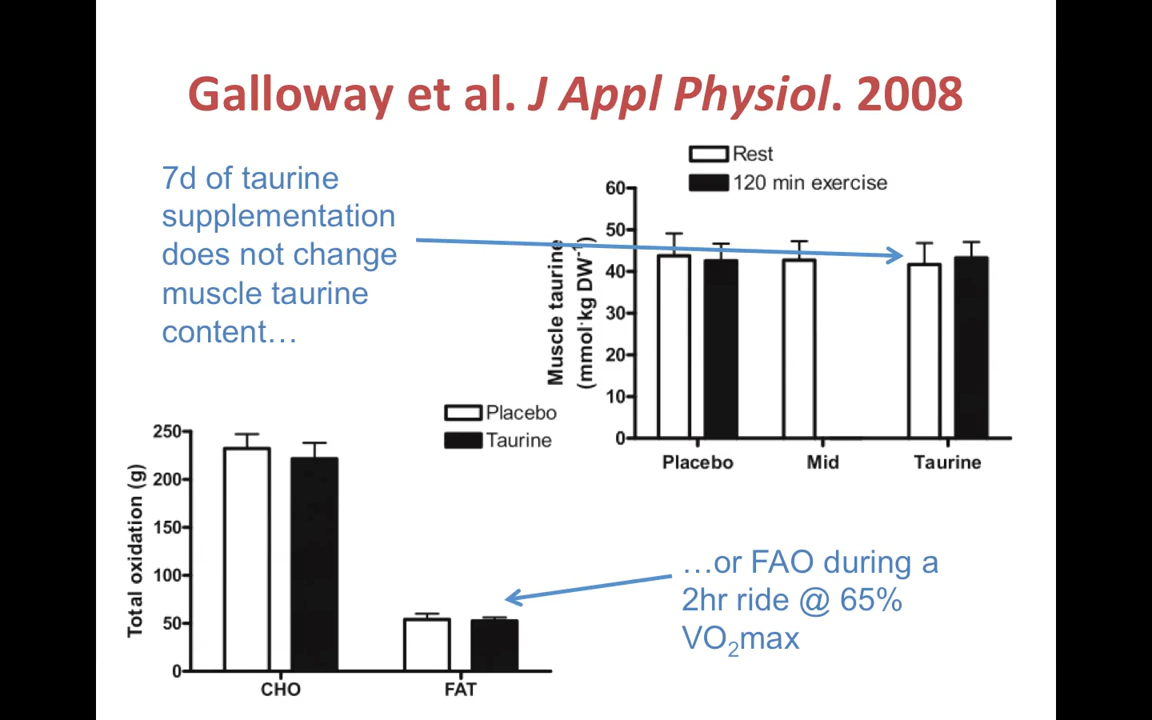 Galloway et al. J Appl Physiol. 2008
7d of taurine
supplementation
does not change
muscle taurine
content…
Rest
120 min exercise
Muscle taurine
(mmol·kg DW⁻¹)
60
50
40
30
20
10
0
Placebo
Mid
Taurine
Placebo
Taurine
Total oxidation (g)
250
200
150
100
50
0
CHO
FAT
…or FAO during a
2hr ride @ 65%
VO₂max